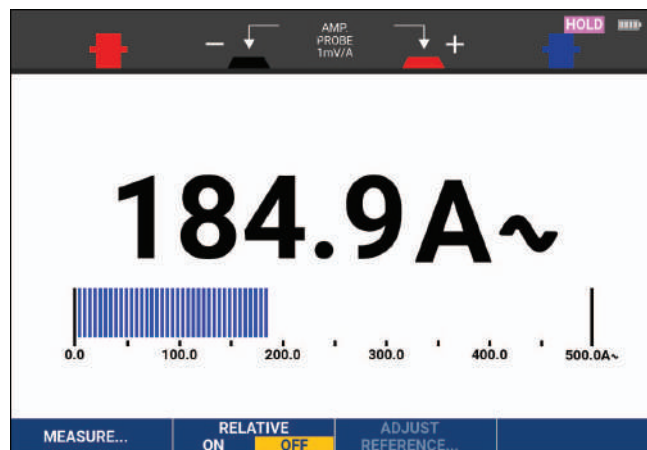 AMP.
PROBE
1mV/A
HOLD
− +
184.9A~
0.0 100.0 200.0 300.0 400.0 500.0A~
MEASURE...
RELATIVE
ON OFF
ADJUST
REFERENCE...